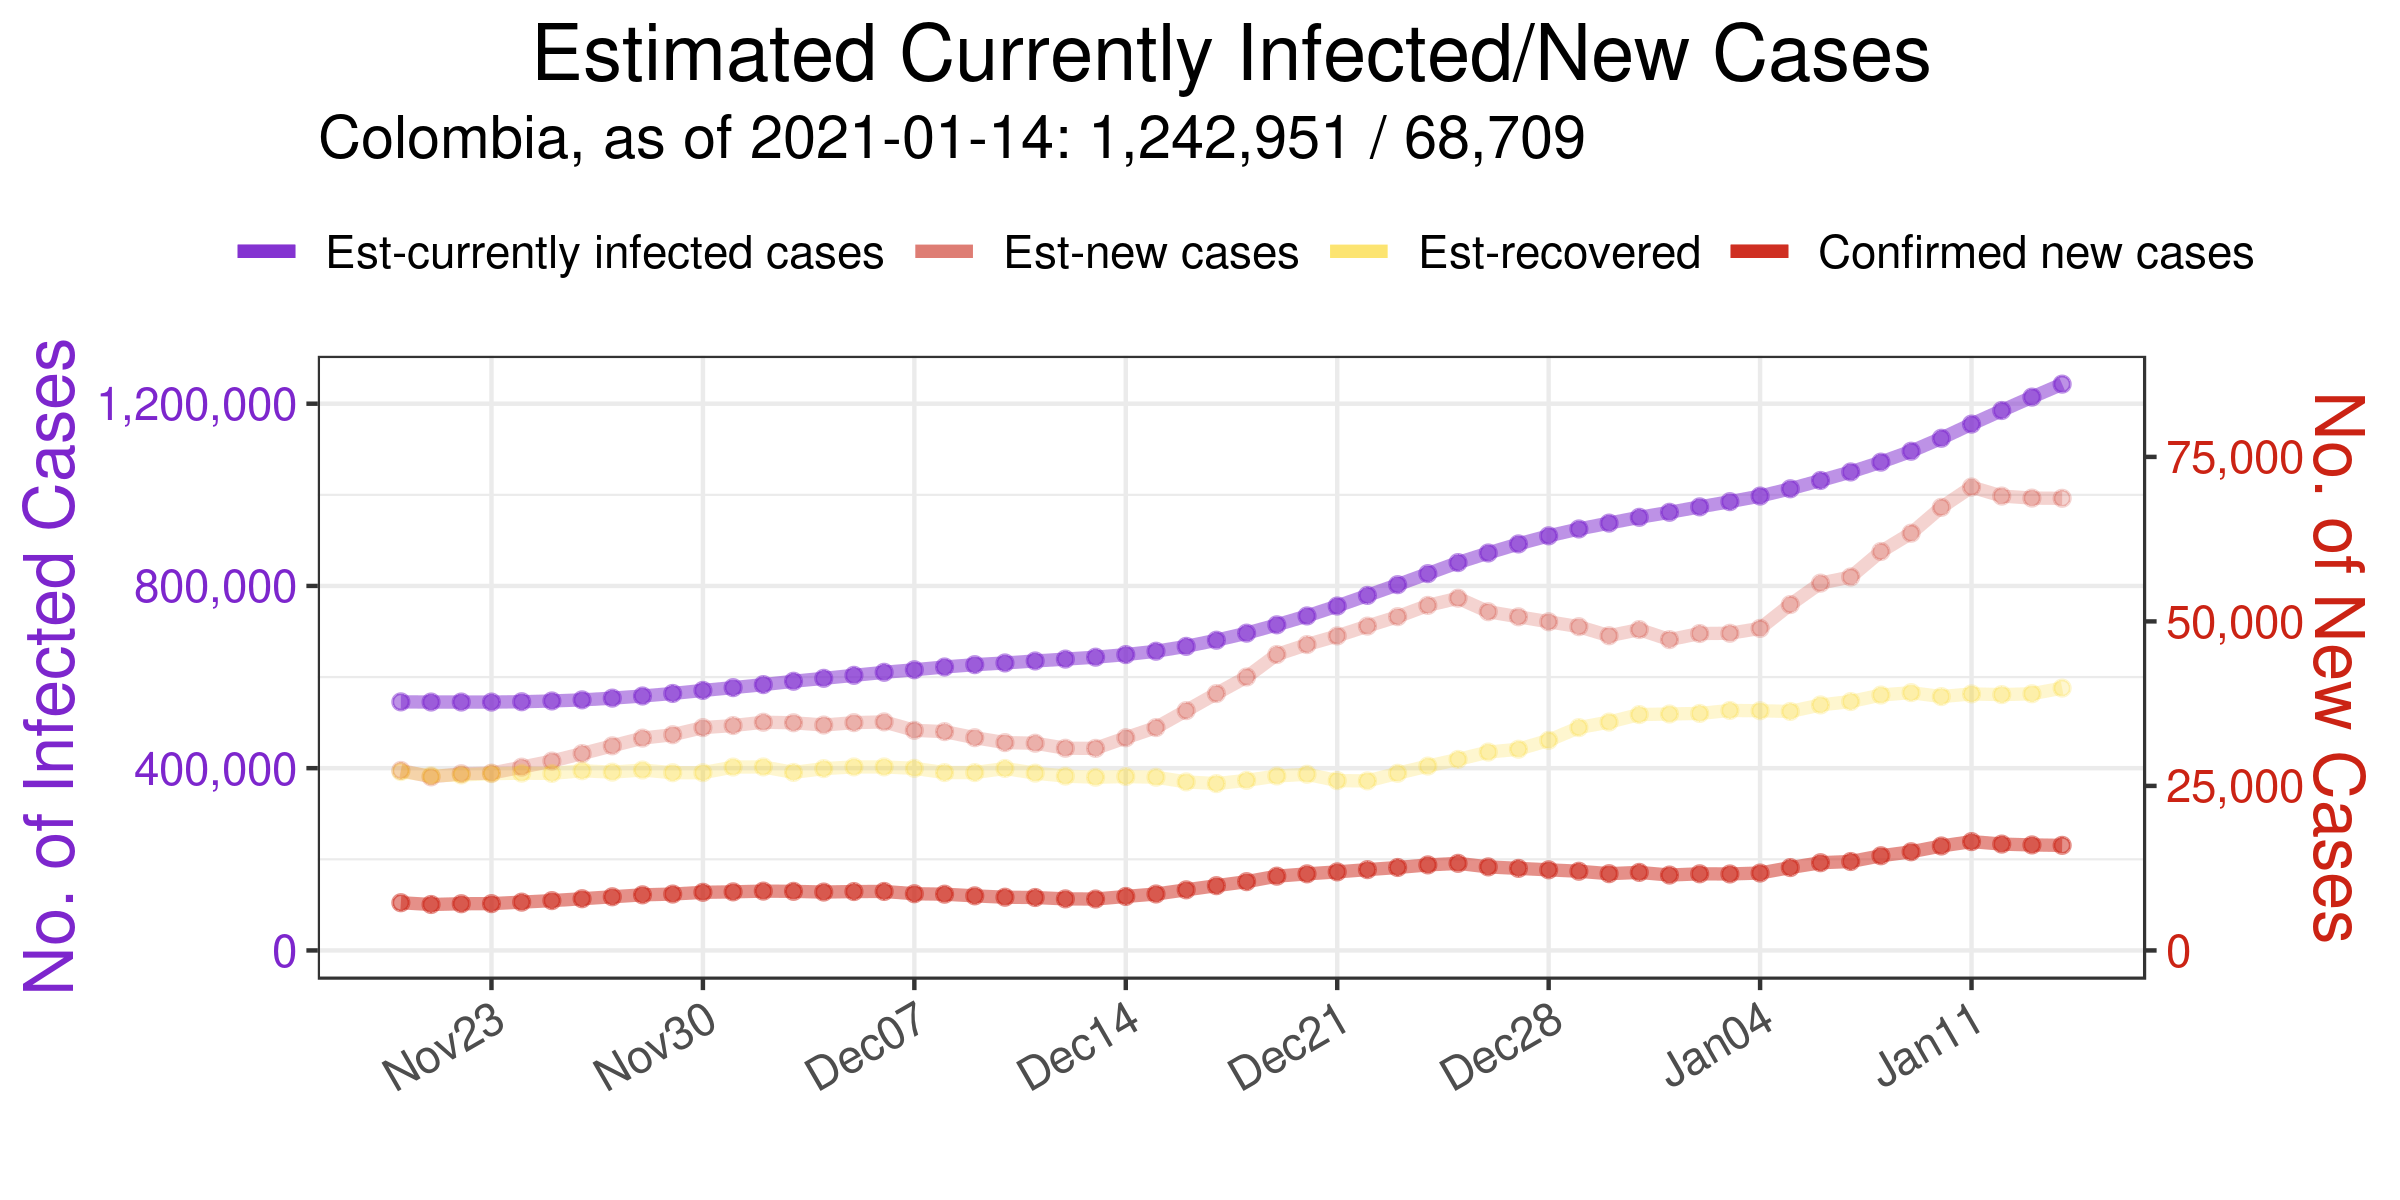 Estimated Currently Infected/New Cases
Colombia, as of 2021-01-14: 1,242,951 / 68,709
Est-currently infected cases Est-new cases Est-recovered Confirmed new cases
No. of Infected Cases
1,200,000
800,000
400,000
0
75,000
50,000
25,000
0
No. of New Cases
Nov23 Nov30 Dec07 Dec14 Dec21 Dec28 Jan04 Jan11